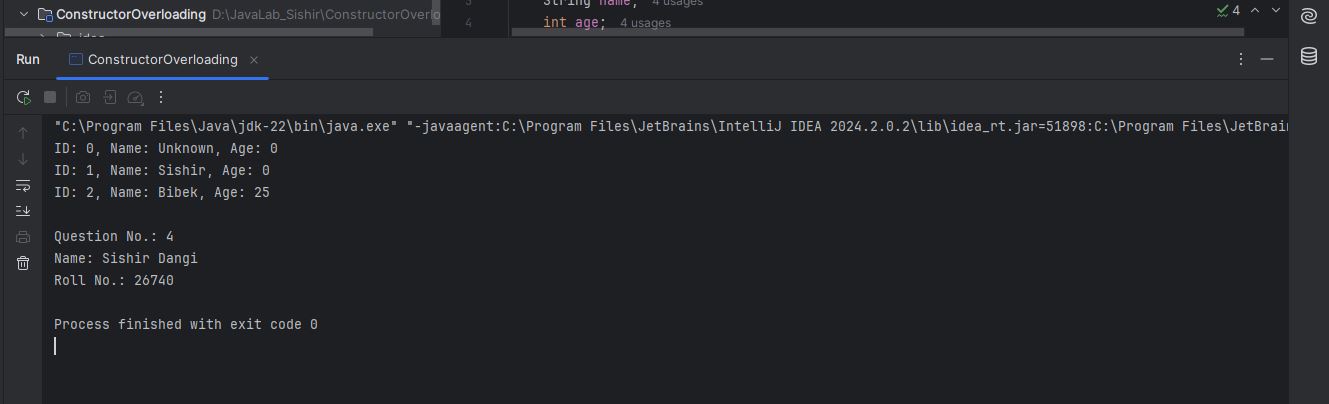 ConstructorOverloading D:\JavaLab_Sishir\ConstructorOverlo
3 String name; 4 usages
4 int age; 4 usages
4
Run ConstructorOverloading
"C:\Program Files\Java\jdk-22\bin\java.exe" "-javaagent:C:\Program Files\JetBrains\IntelliJ IDEA 2024.2.0.2\lib\idea_rt.jar=51898:C:\Program Files\JetBrain
ID: 0, Name: Unknown, Age: 0
ID: 1, Name: Sishir, Age: 0
ID: 2, Name: Bibek, Age: 25
Question No.: 4
Name: Sishir Dangi
Roll No.: 26740
Process finished with exit code 0